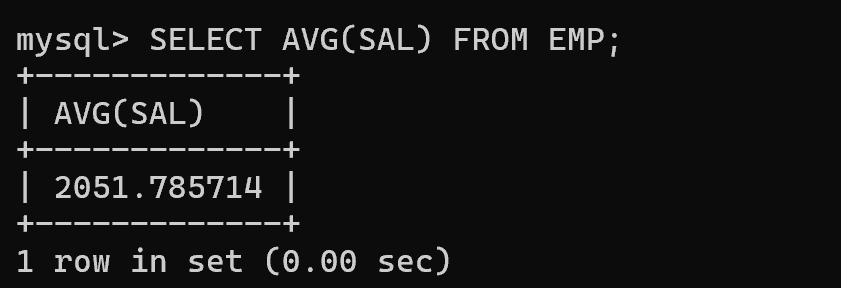 mysql> SELECT AVG(SAL) FROM EMP;
+-------------+
| AVG(SAL)    |
+-------------+
| 2051.785714 |
+-------------+
1 row in set (0.00 sec)